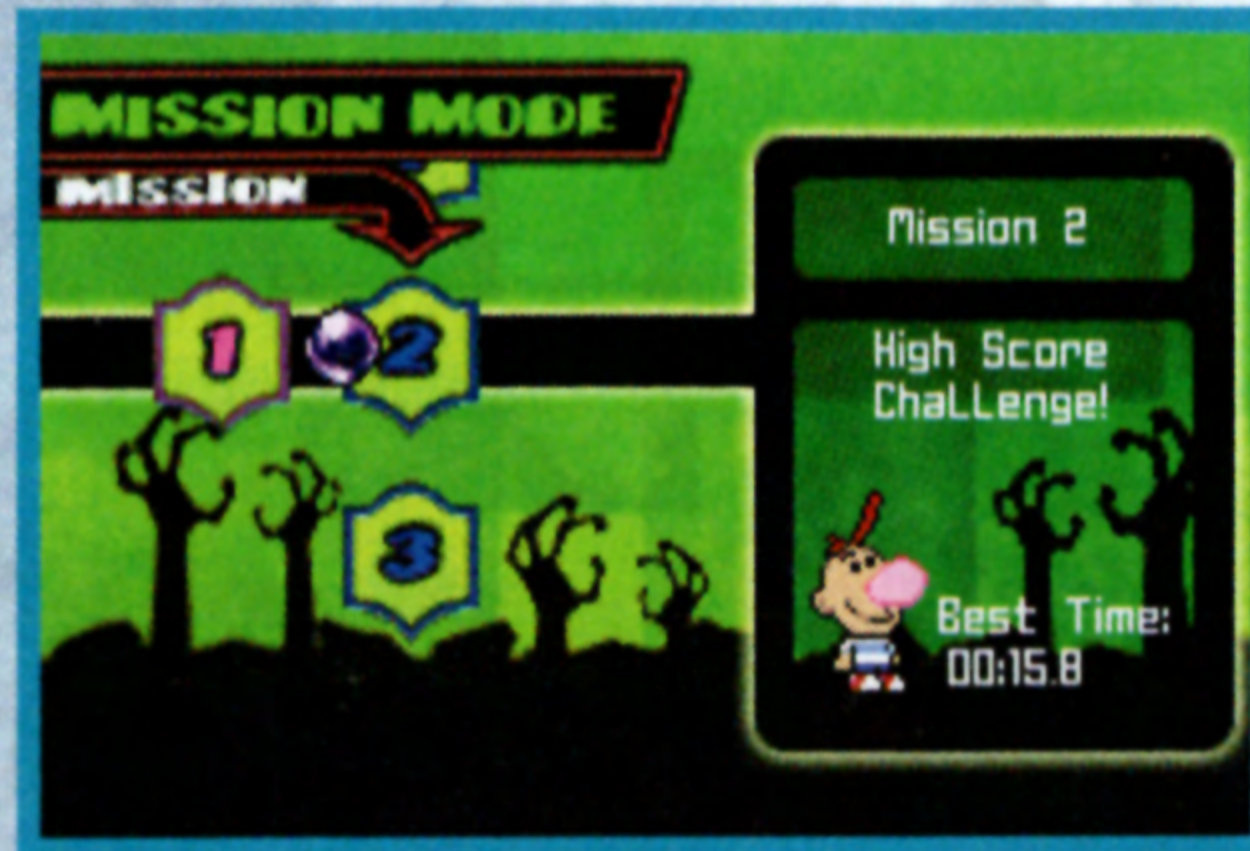 MISSION MODE
mission
1
2
3
Mission 2
High Score
Challenge!
Best Time:
00:15.8